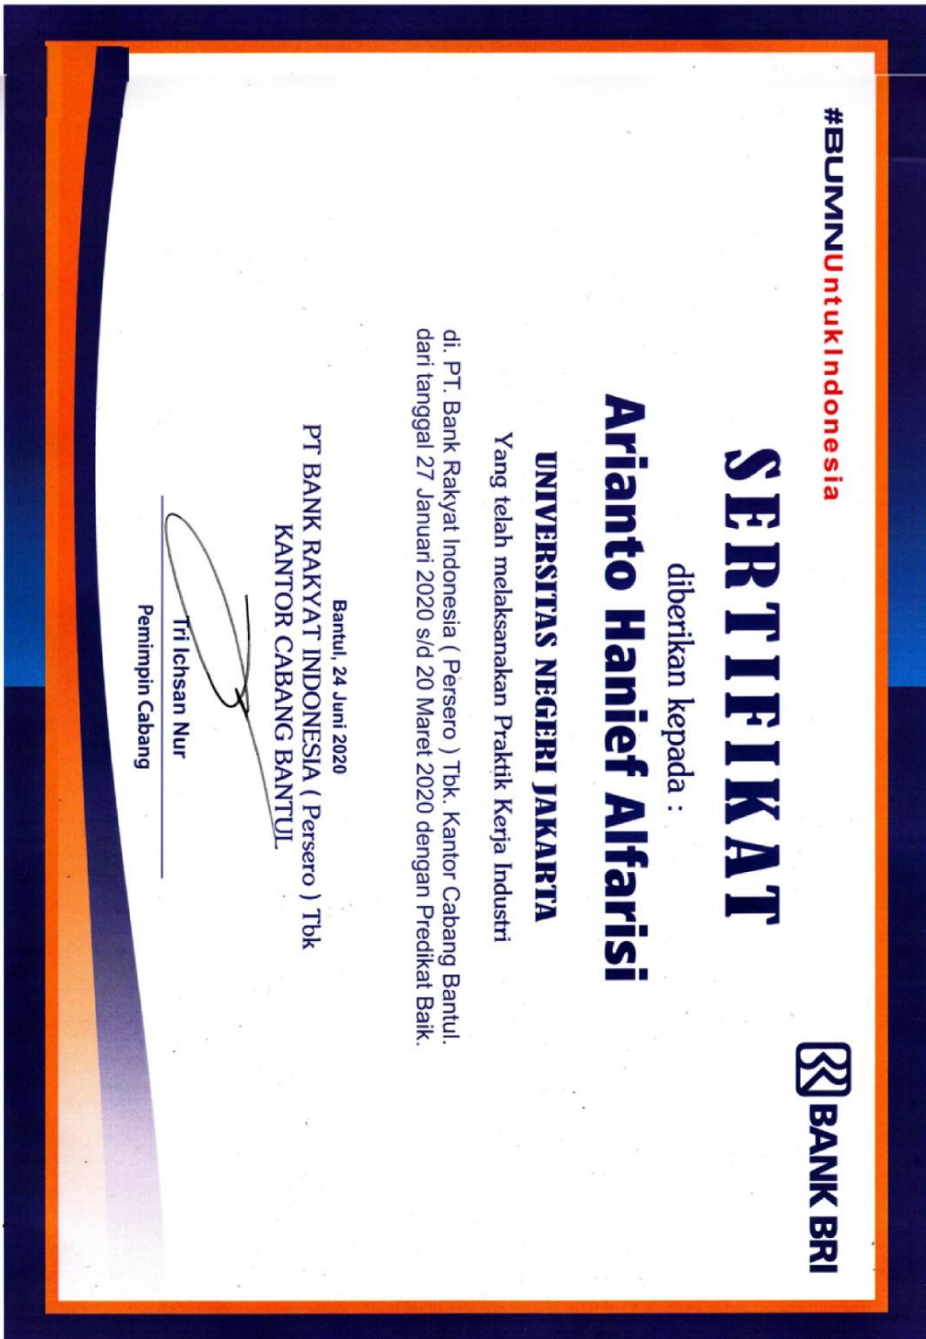 #BUMNUntukIndonesia
BANK BRI
SERTIFIKAT
diberikan kepada :
Arianto Hanief Alfarisi
UNIVERSITAS NEGERI JAKARTA
Yang telah melaksanakan Praktik Kerja Industri
di. PT. Bank Rakyat Indonesia ( Persero ) Tbk. Kantor Cabang Bantul.
dari tanggal 27 Januari 2020 s/d 20 Maret 2020 dengan Predikat Baik.
Bantul, 24 Juni 2020
PT BANK RAKYAT INDONESIA ( Persero ) Tbk
KANTOR CABANG BANTUL
Tri Ichsan Nur
Pemimpin Cabang